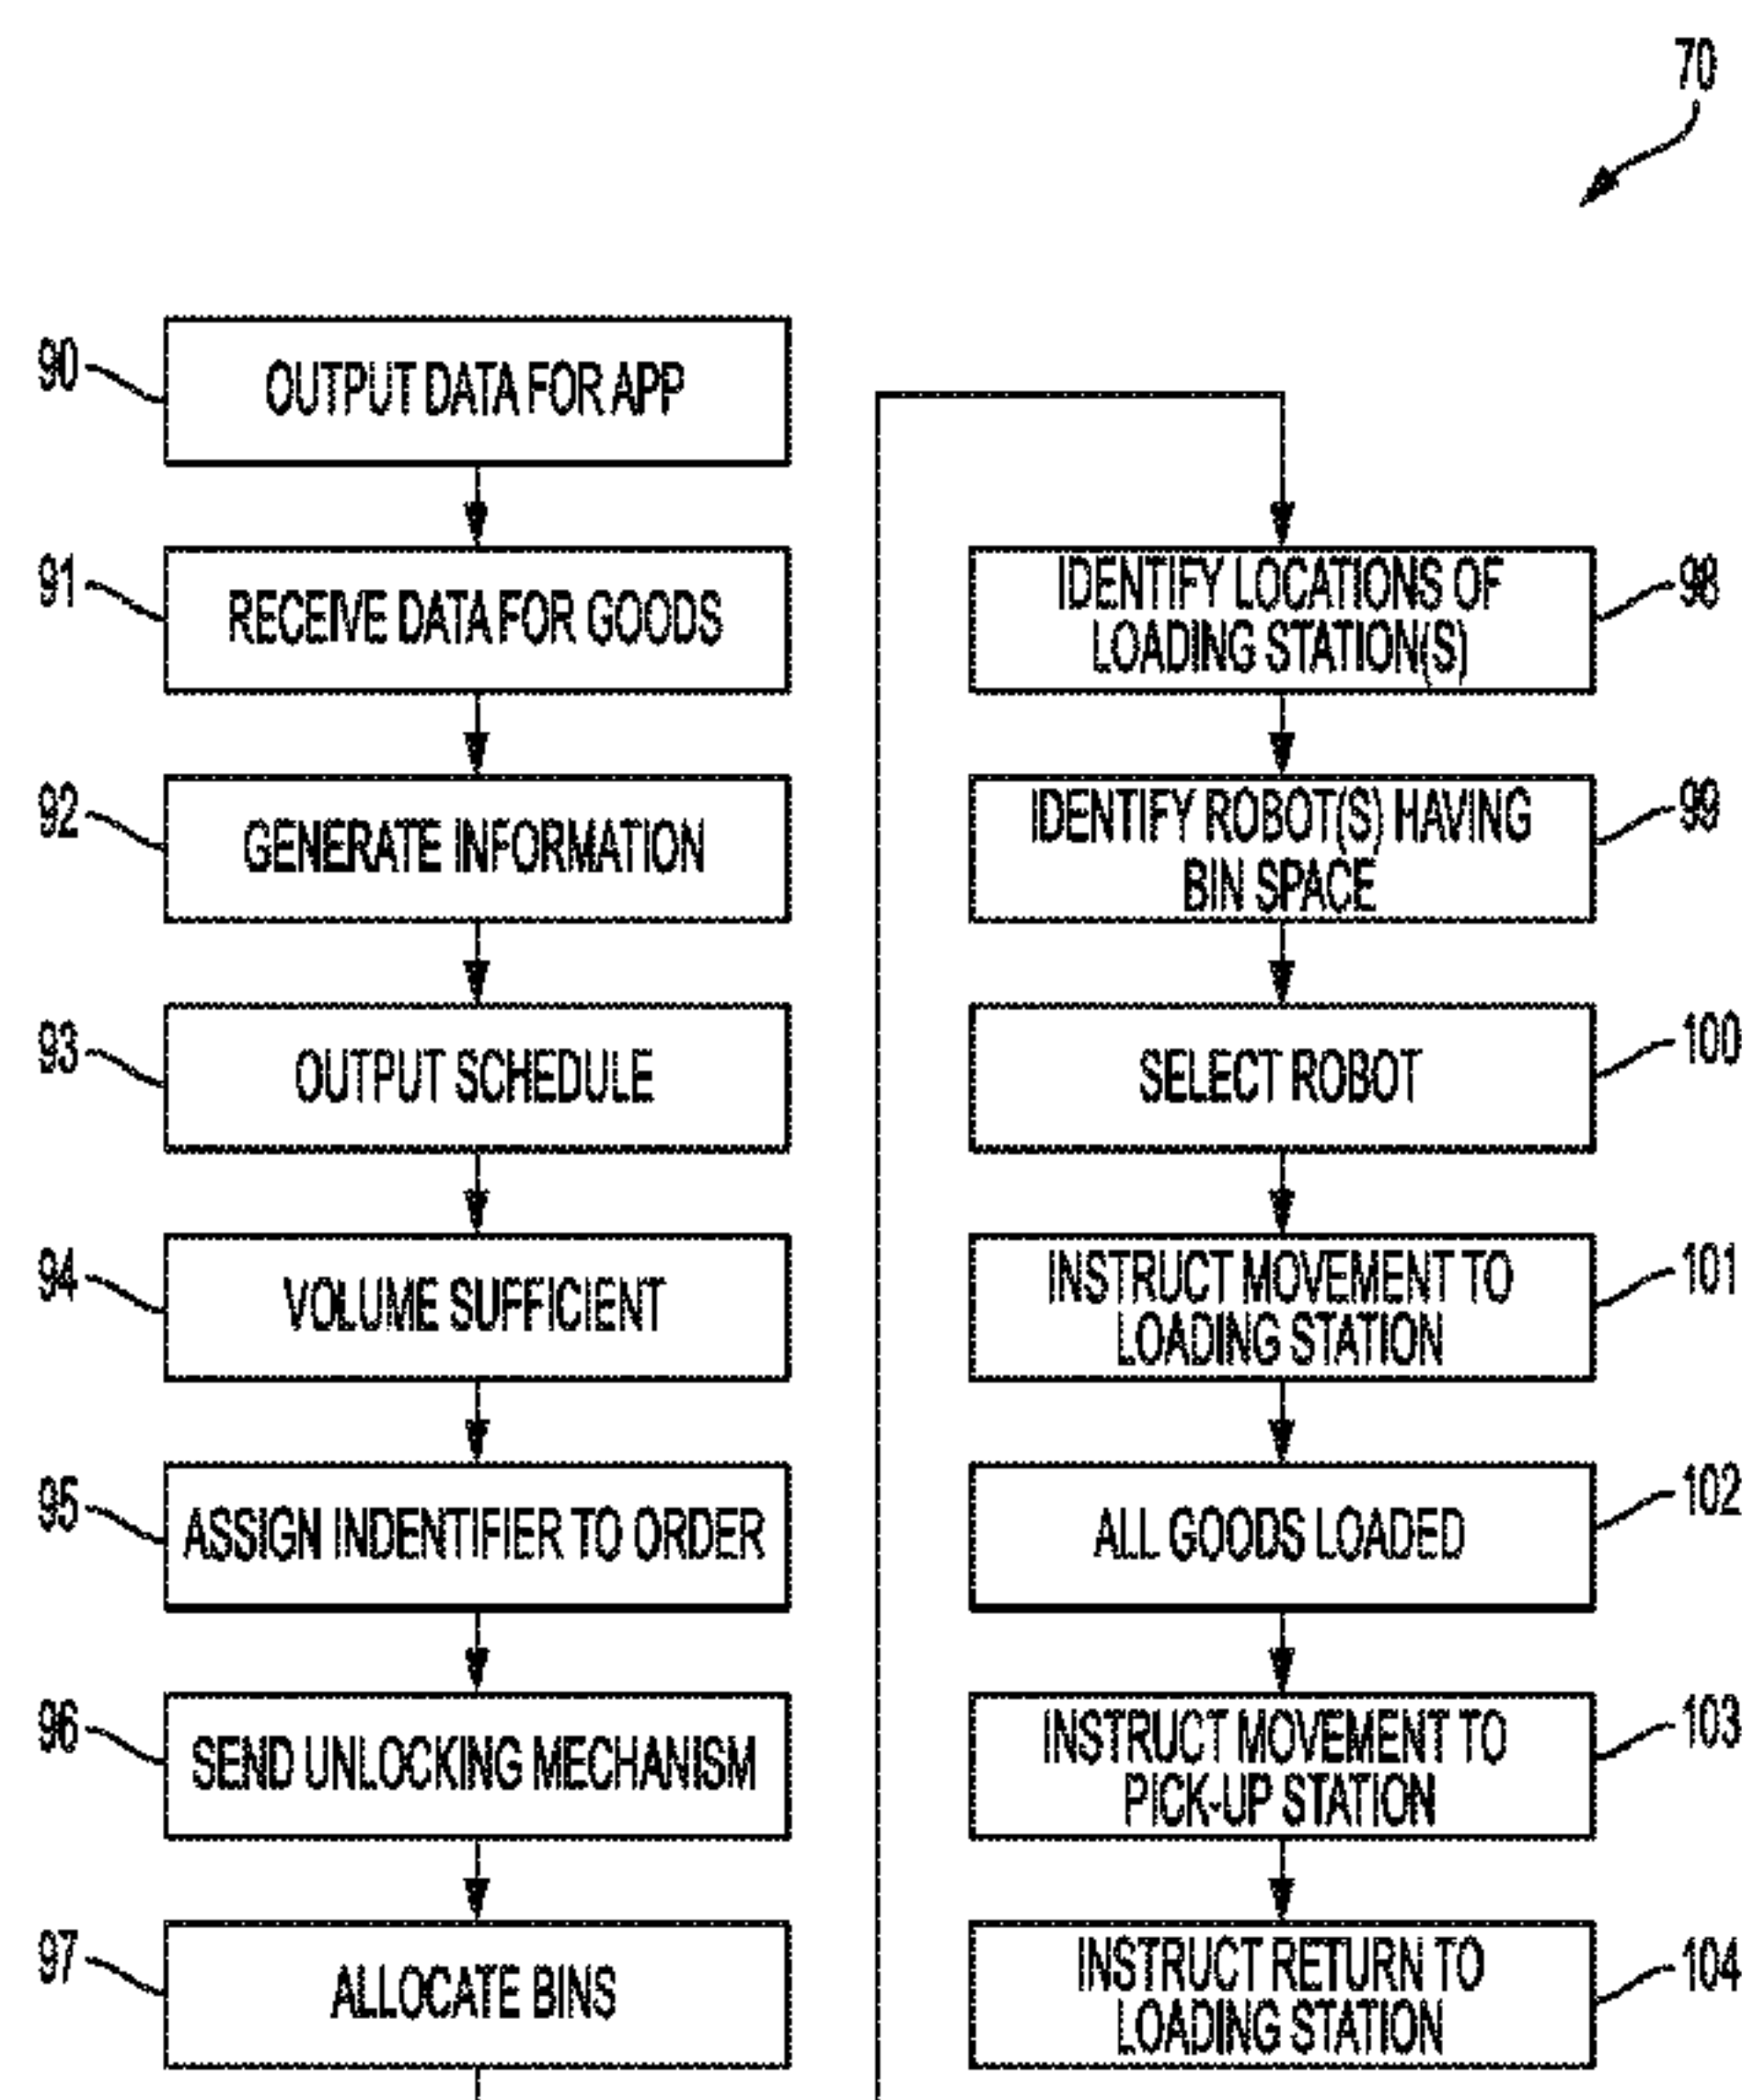 70
90
OUTPUT DATA FOR APP
91
RECEIVE DATA FOR GOODS
92
GENERATE INFORMATION
93
OUTPUT SCHEDULE
94
VOLUME SUFFICIENT
95
ASSIGN INDENTIFIER TO ORDER
96
SEND UNLOCKING MECHANISM
97
ALLOCATE BINS
IDENTIFY LOCATIONS OF
LOADING STATION(S)
98
IDENTIFY ROBOT(S) HAVING
BIN SPACE
99
SELECT ROBOT
100
INSTRUCT MOVEMENT TO
LOADING STATION
101
ALL GOODS LOADED
102
INSTRUCT MOVEMENT TO
PICK-UP STATION
103
INSTRUCT RETURN TO
LOADING STATION
104